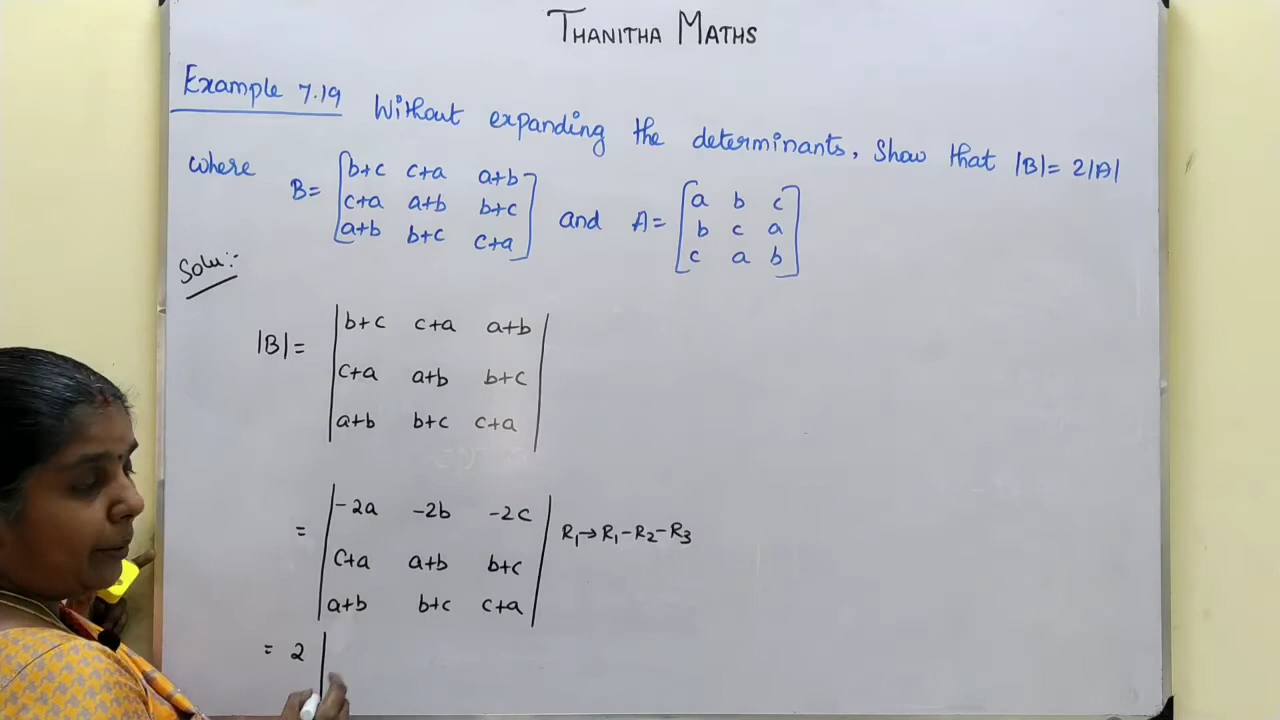 THANITHA MATHS
Example 7.19 Without expanding the determinants, Show that |B| = 2|A|
where B = [b+c c+a a+b
c+a a+b b+c
a+b b+c c+a] and A = [a b c
b c a
c a b]
Solu:-
|B| = |b+c c+a a+b|
|c+a a+b b+c|
|a+b b+c c+a|
= |-2a -2b -2c| R₁→R₁-R₂-R₃
|c+a a+b b+c|
|a+b b+c c+a|
= 2 |